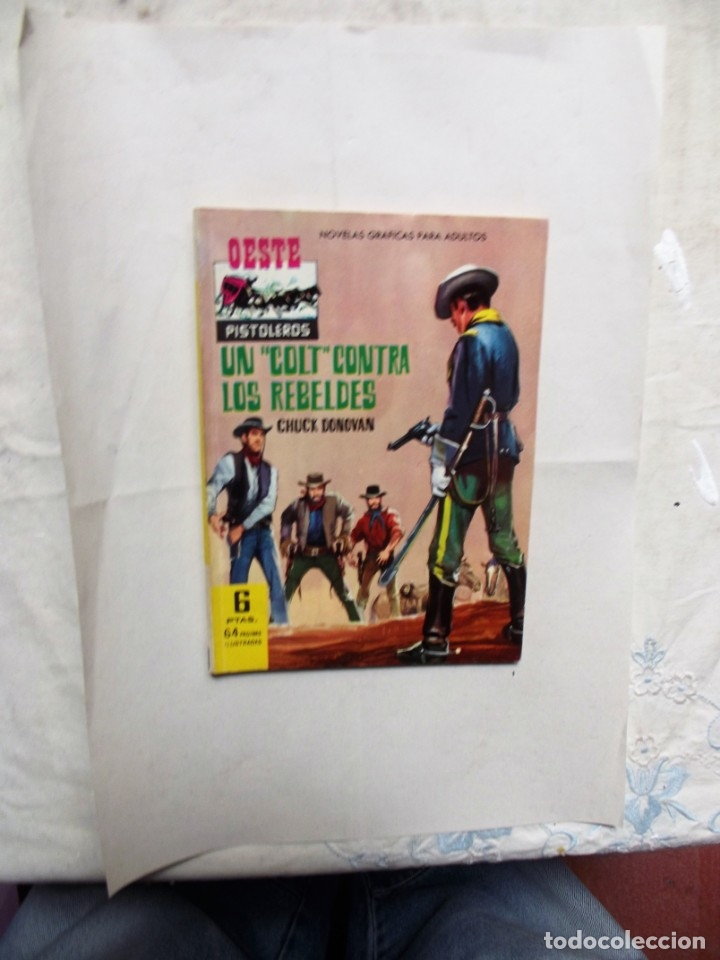 NOVELAS GRAFICAS PARA ADULTOS
OESTE
PISTOLEROS
UN "COLT" CONTRA
LOS REBELDES
CHUCK DONOVAN
6
PTAS.
64 PAGINAS
ILUSTRADAS
todocoleccion